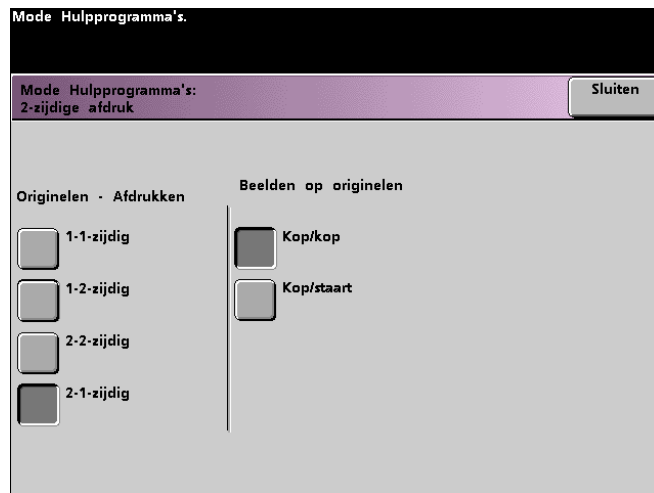 Mode Hulpprogramma's.
Mode Hulpprogramma's:
2-zijdige afdruk
Sluiten
Originelen - Afdrukken
1-1-zijdig
1-2-zijdig
2-2-zijdig
2-1-zijdig
Beelden op originelen
Kop/kop
Kop/staart